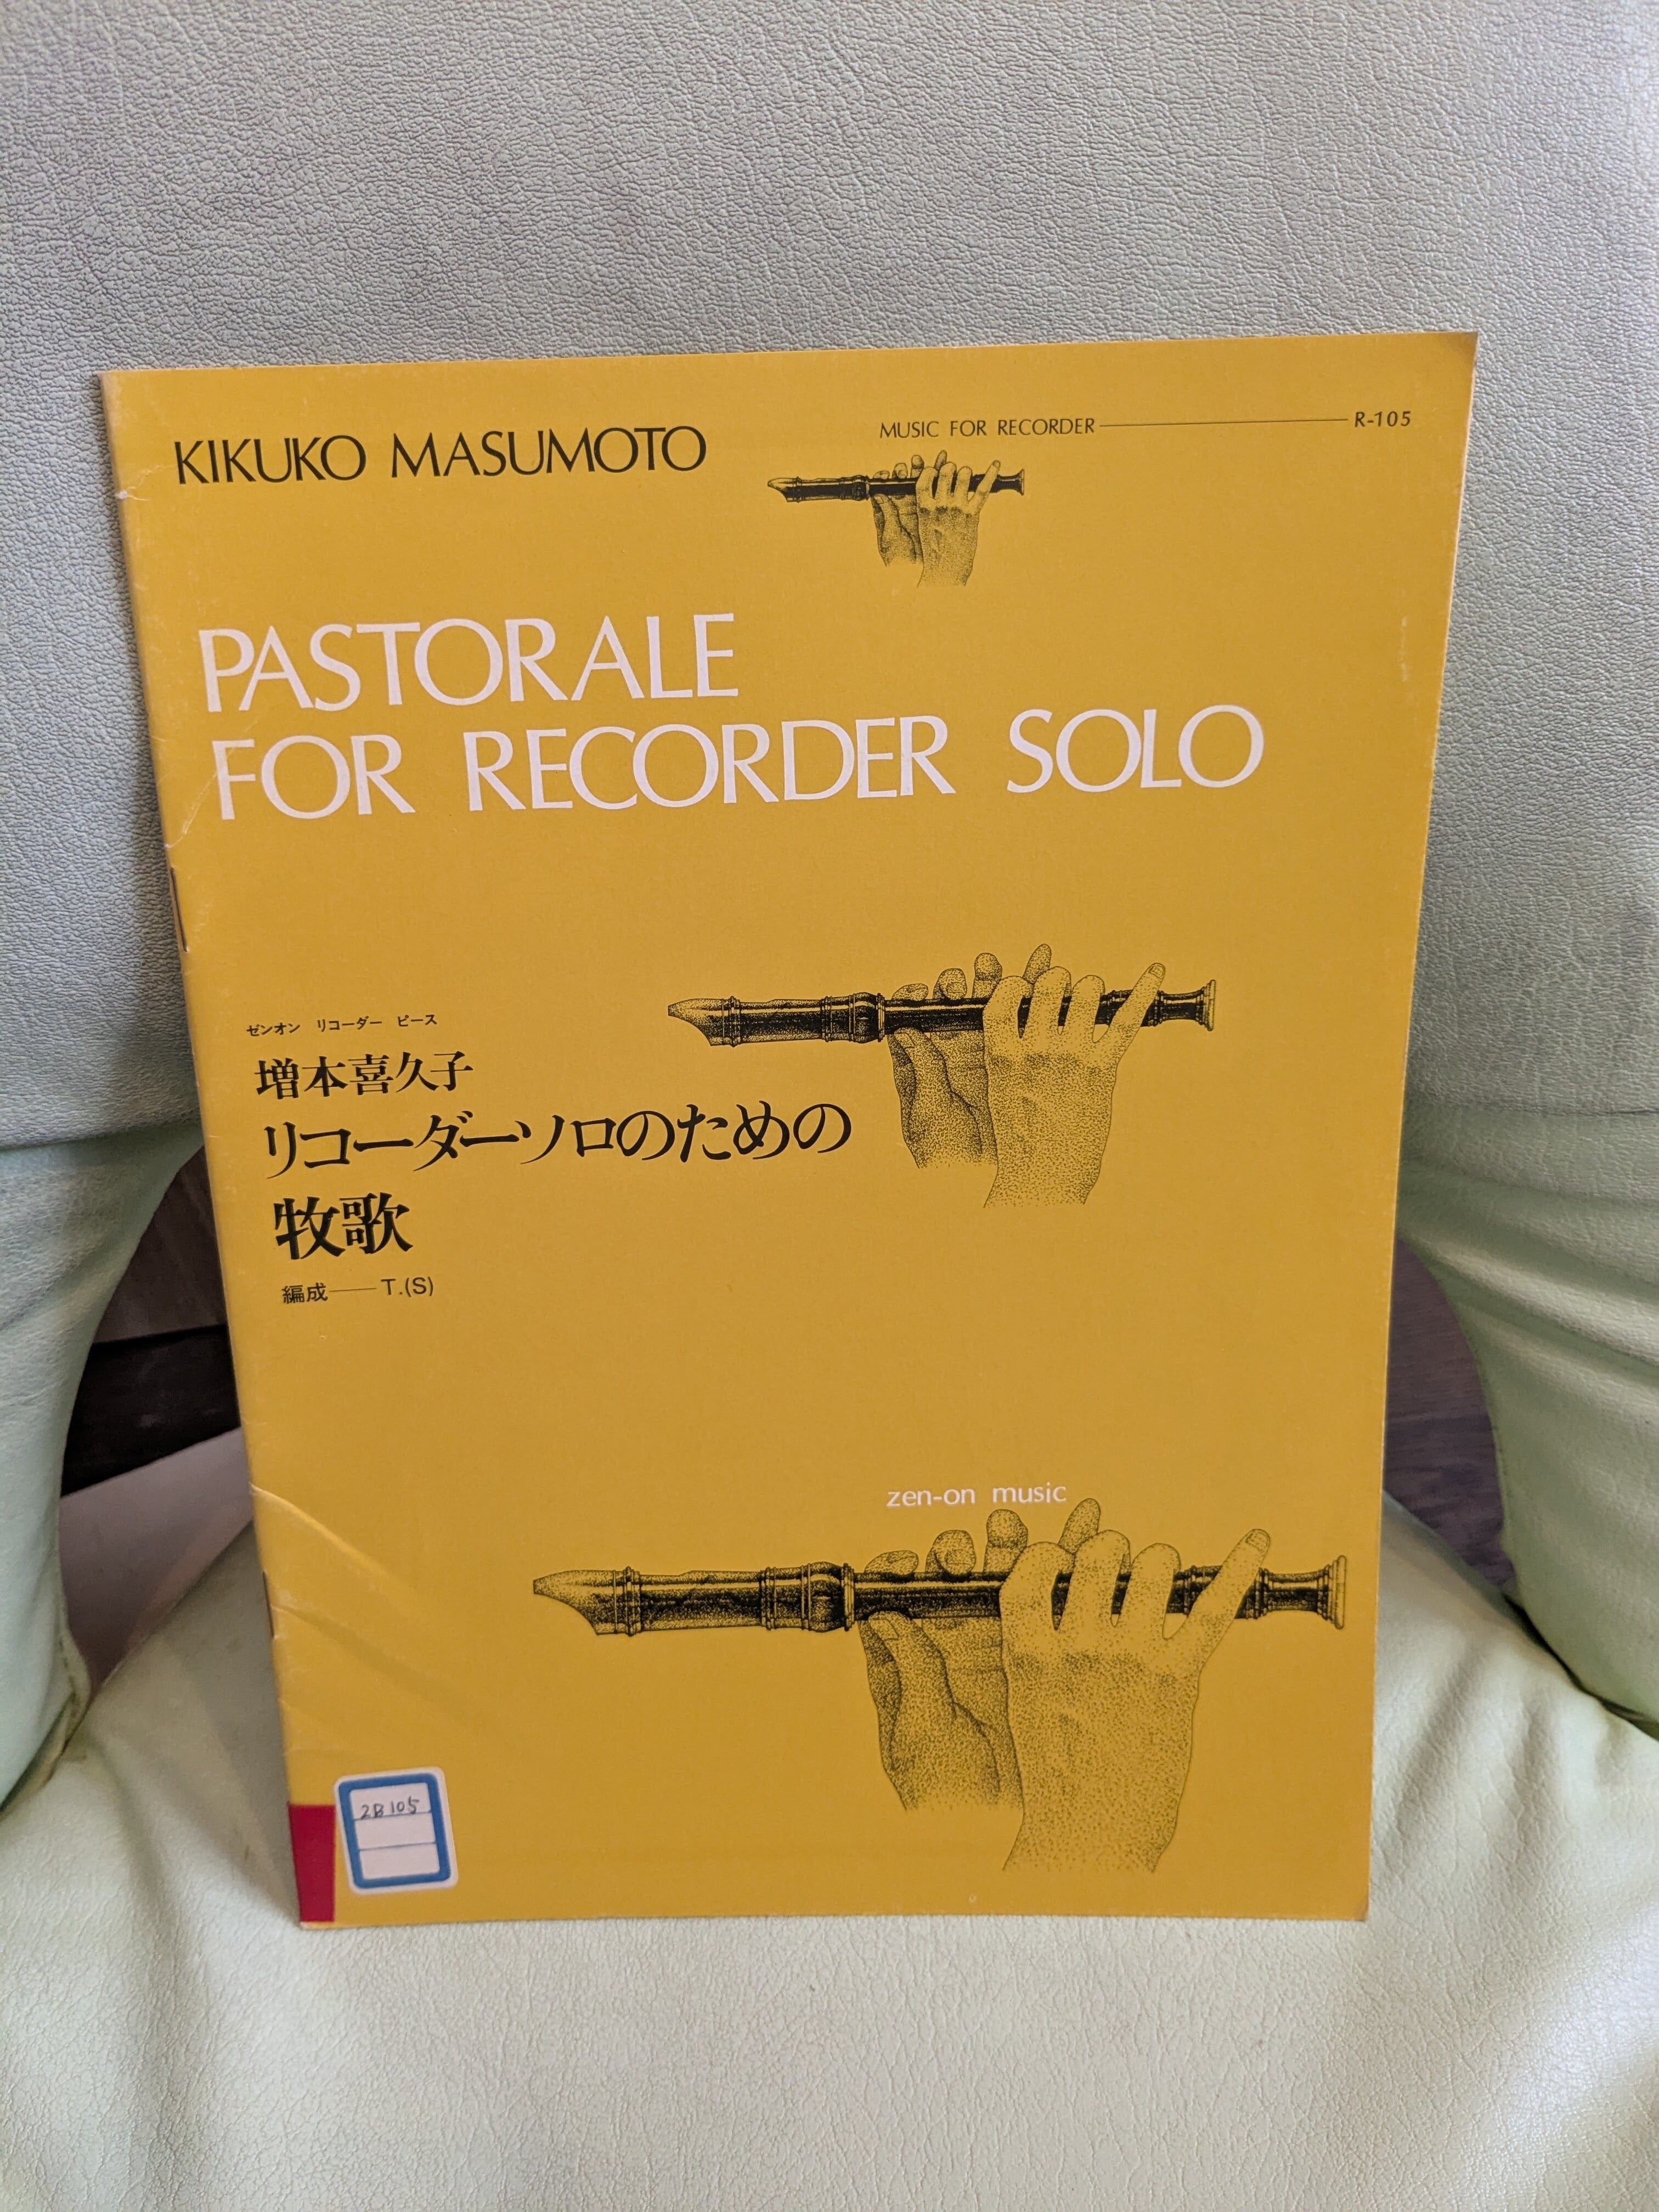 KIKUKO MASUMOTO
MUSIC FOR RECORDER R-105
PASTORALE
FOR RECORDER SOLO
ゼンオン リコーダー ピース
増本喜久子
リコーダーソロのための
牧歌
編成 T.(S)
zen-on music
2B105